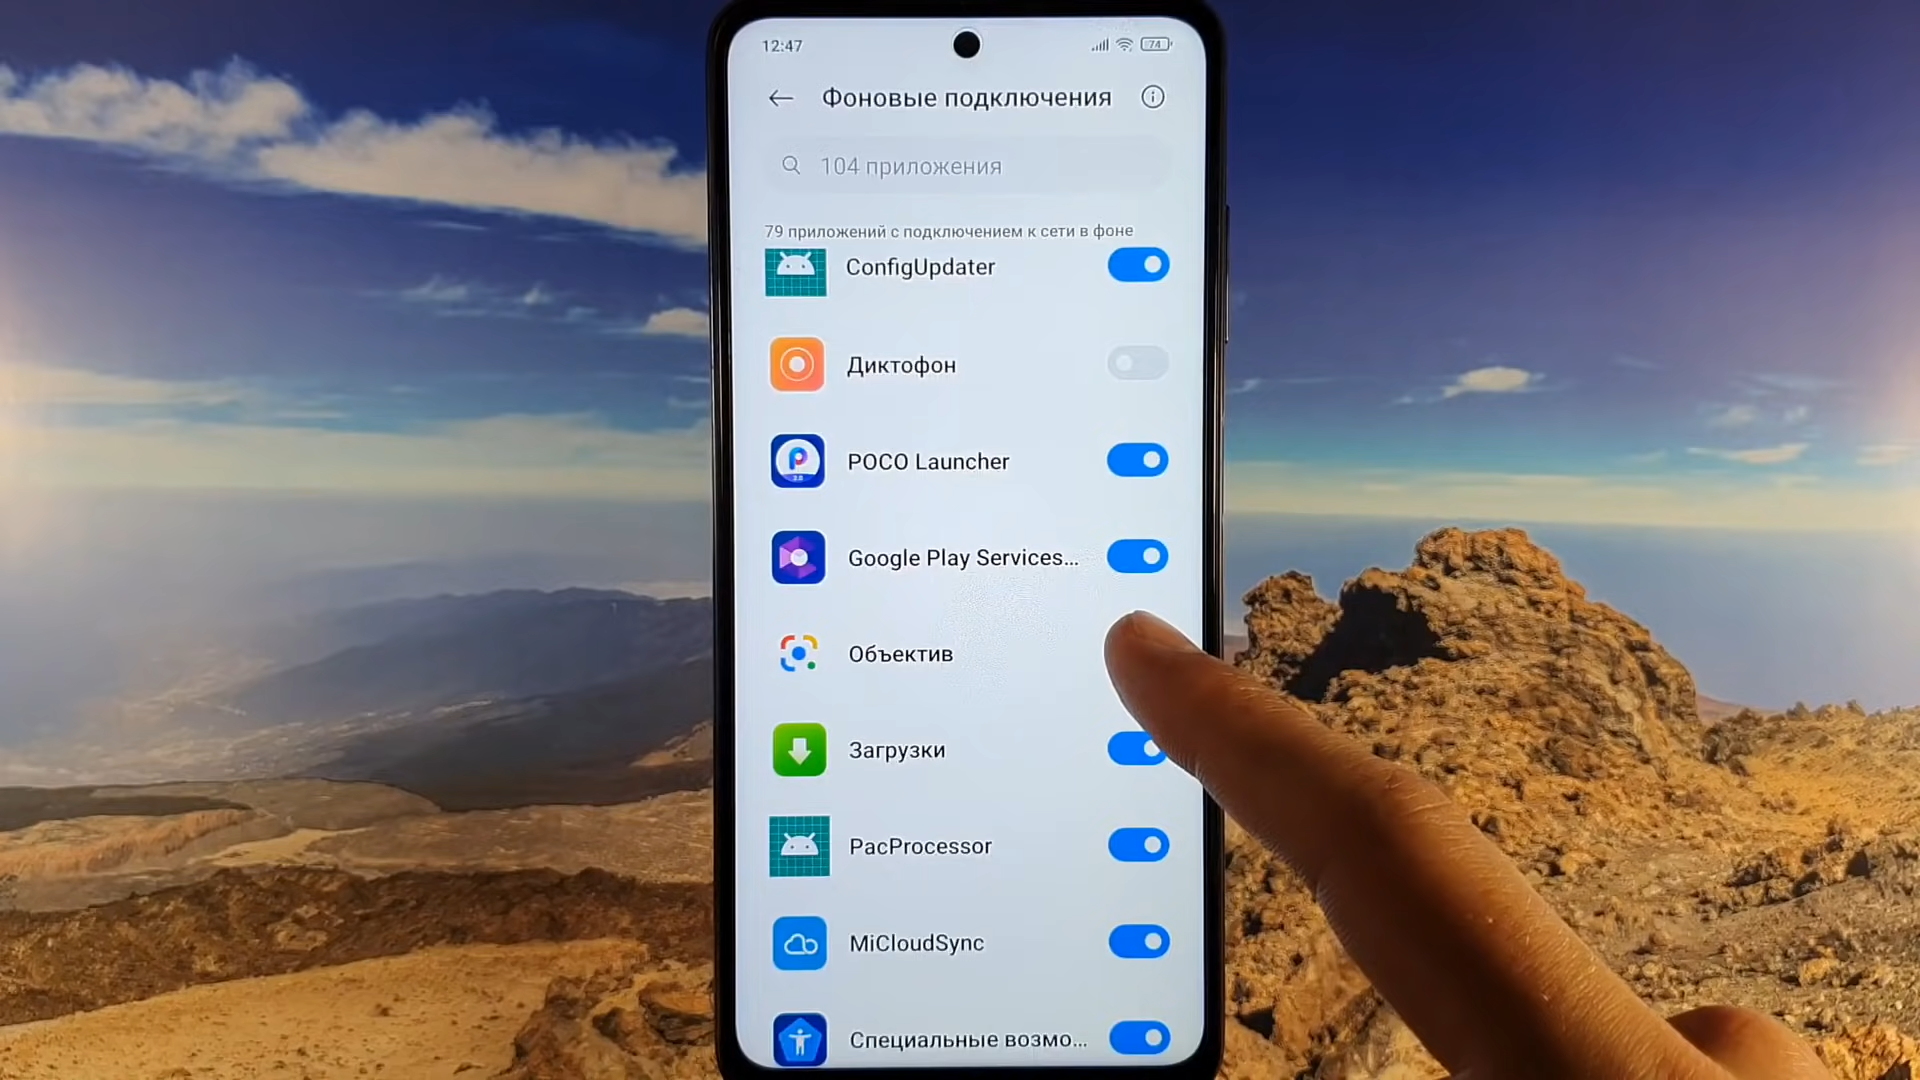 12:47
74
Фоновые подключения
104 приложения
79 приложений с подключением к сети в фоне
ConfigUpdater
Диктофон
POCO Launcher
Google Play Services...
Объектив
Загрузки
PacProcessor
MiCloudSync
Специальные возмо...